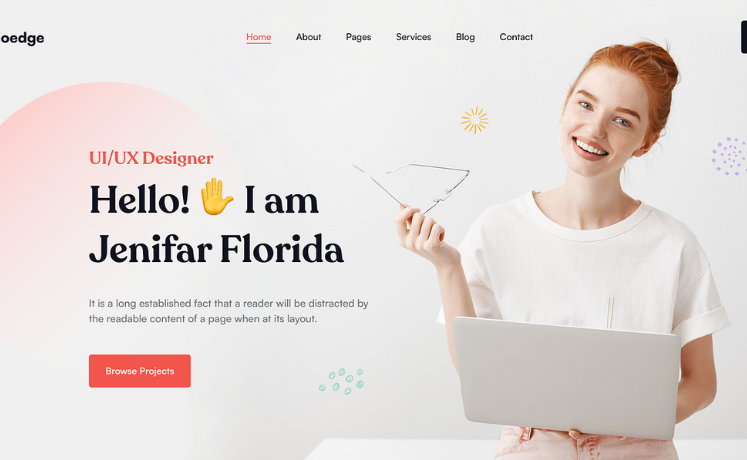 oedge
Home About Pages Services Blog Contact
UI/UX Designer
Hello! 🖐 I am
Jenifar Florida
It is a long established fact that a reader will be distracted by
the readable content of a page when at its layout.
Browse Projects